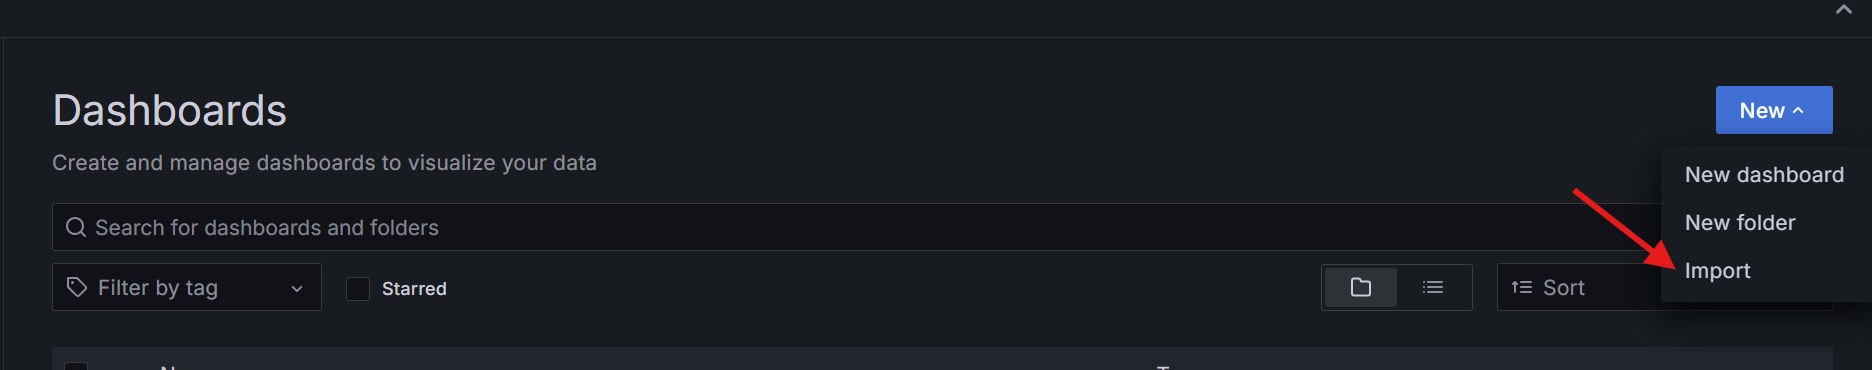 Dashboards
New
Create and manage dashboards to visualize your data
New dashboard
Search for dashboards and folders
New folder
Import
Filter by tag
Starred
Sort